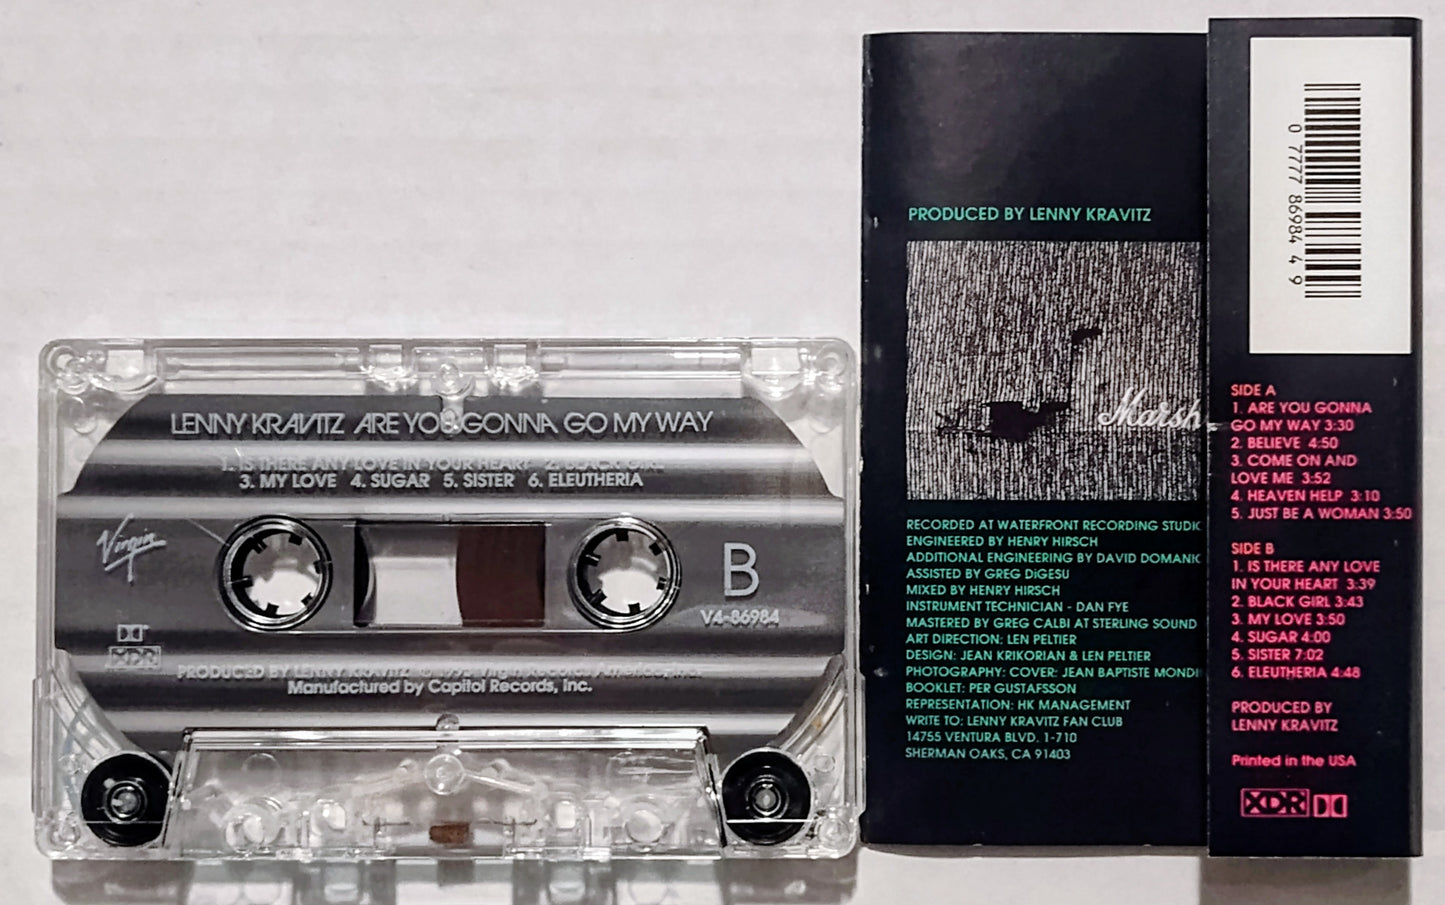 LENNY KRAVITZ ARE YOU GONNA GO MY WAY
1. IS THERE ANY LOVE IN YOUR HEART 2. BLACK GIRL
3. MY LOVE 4. SUGAR 5. SISTER 6. ELEUTHERIA
Virgin
B
V4-86984
XDR
PRODUCED BY LENNY KRAVITZ
Manufactured by Capitol Records, Inc.
PRODUCED BY LENNY KRAVITZ
Marsh
RECORDED AT WATERFRONT RECORDING STUDIO
ENGINEERED BY HENRY HIRSCH
ADDITIONAL ENGINEERING BY DAVID DOMANI
ASSISTED BY GREG DiGESU
MIXED BY HENRY HIRSCH
INSTRUMENT TECHNICIAN - DAN FYE
MASTERED BY GREG CALBI AT STERLING SOUND
ART DIRECTION: LEN PELTIER
DESIGN: JEAN KRIKORIAN & LEN PELTIER
PHOTOGRAPHY: COVER: JEAN BAPTISTE MONDI
BOOKLET: PER GUSTAFSSON
REPRESENTATION: HK MANAGEMENT
WRITE TO: LENNY KRAVITZ FAN CLUB
14755 VENTURA BLVD. 1-710
SHERMAN OAKS, CA 91403
0 7777 86984 4 9
SIDE A
1. ARE YOU GONNA
GO MY WAY 3:30
2. BELIEVE 4:50
3. COME ON AND
LOVE ME 3:52
4. HEAVEN HELP 3:10
5. JUST BE A WOMAN 3:50
SIDE B
1. IS THERE ANY LOVE
IN YOUR HEART 3:39
2. BLACK GIRL 3:43
3. MY LOVE 3:50
4. SUGAR 4:00
5. SISTER 7:02
6. ELEUTHERIA 4:48
PRODUCED BY
LENNY KRAVITZ
Printed in the USA
XDR